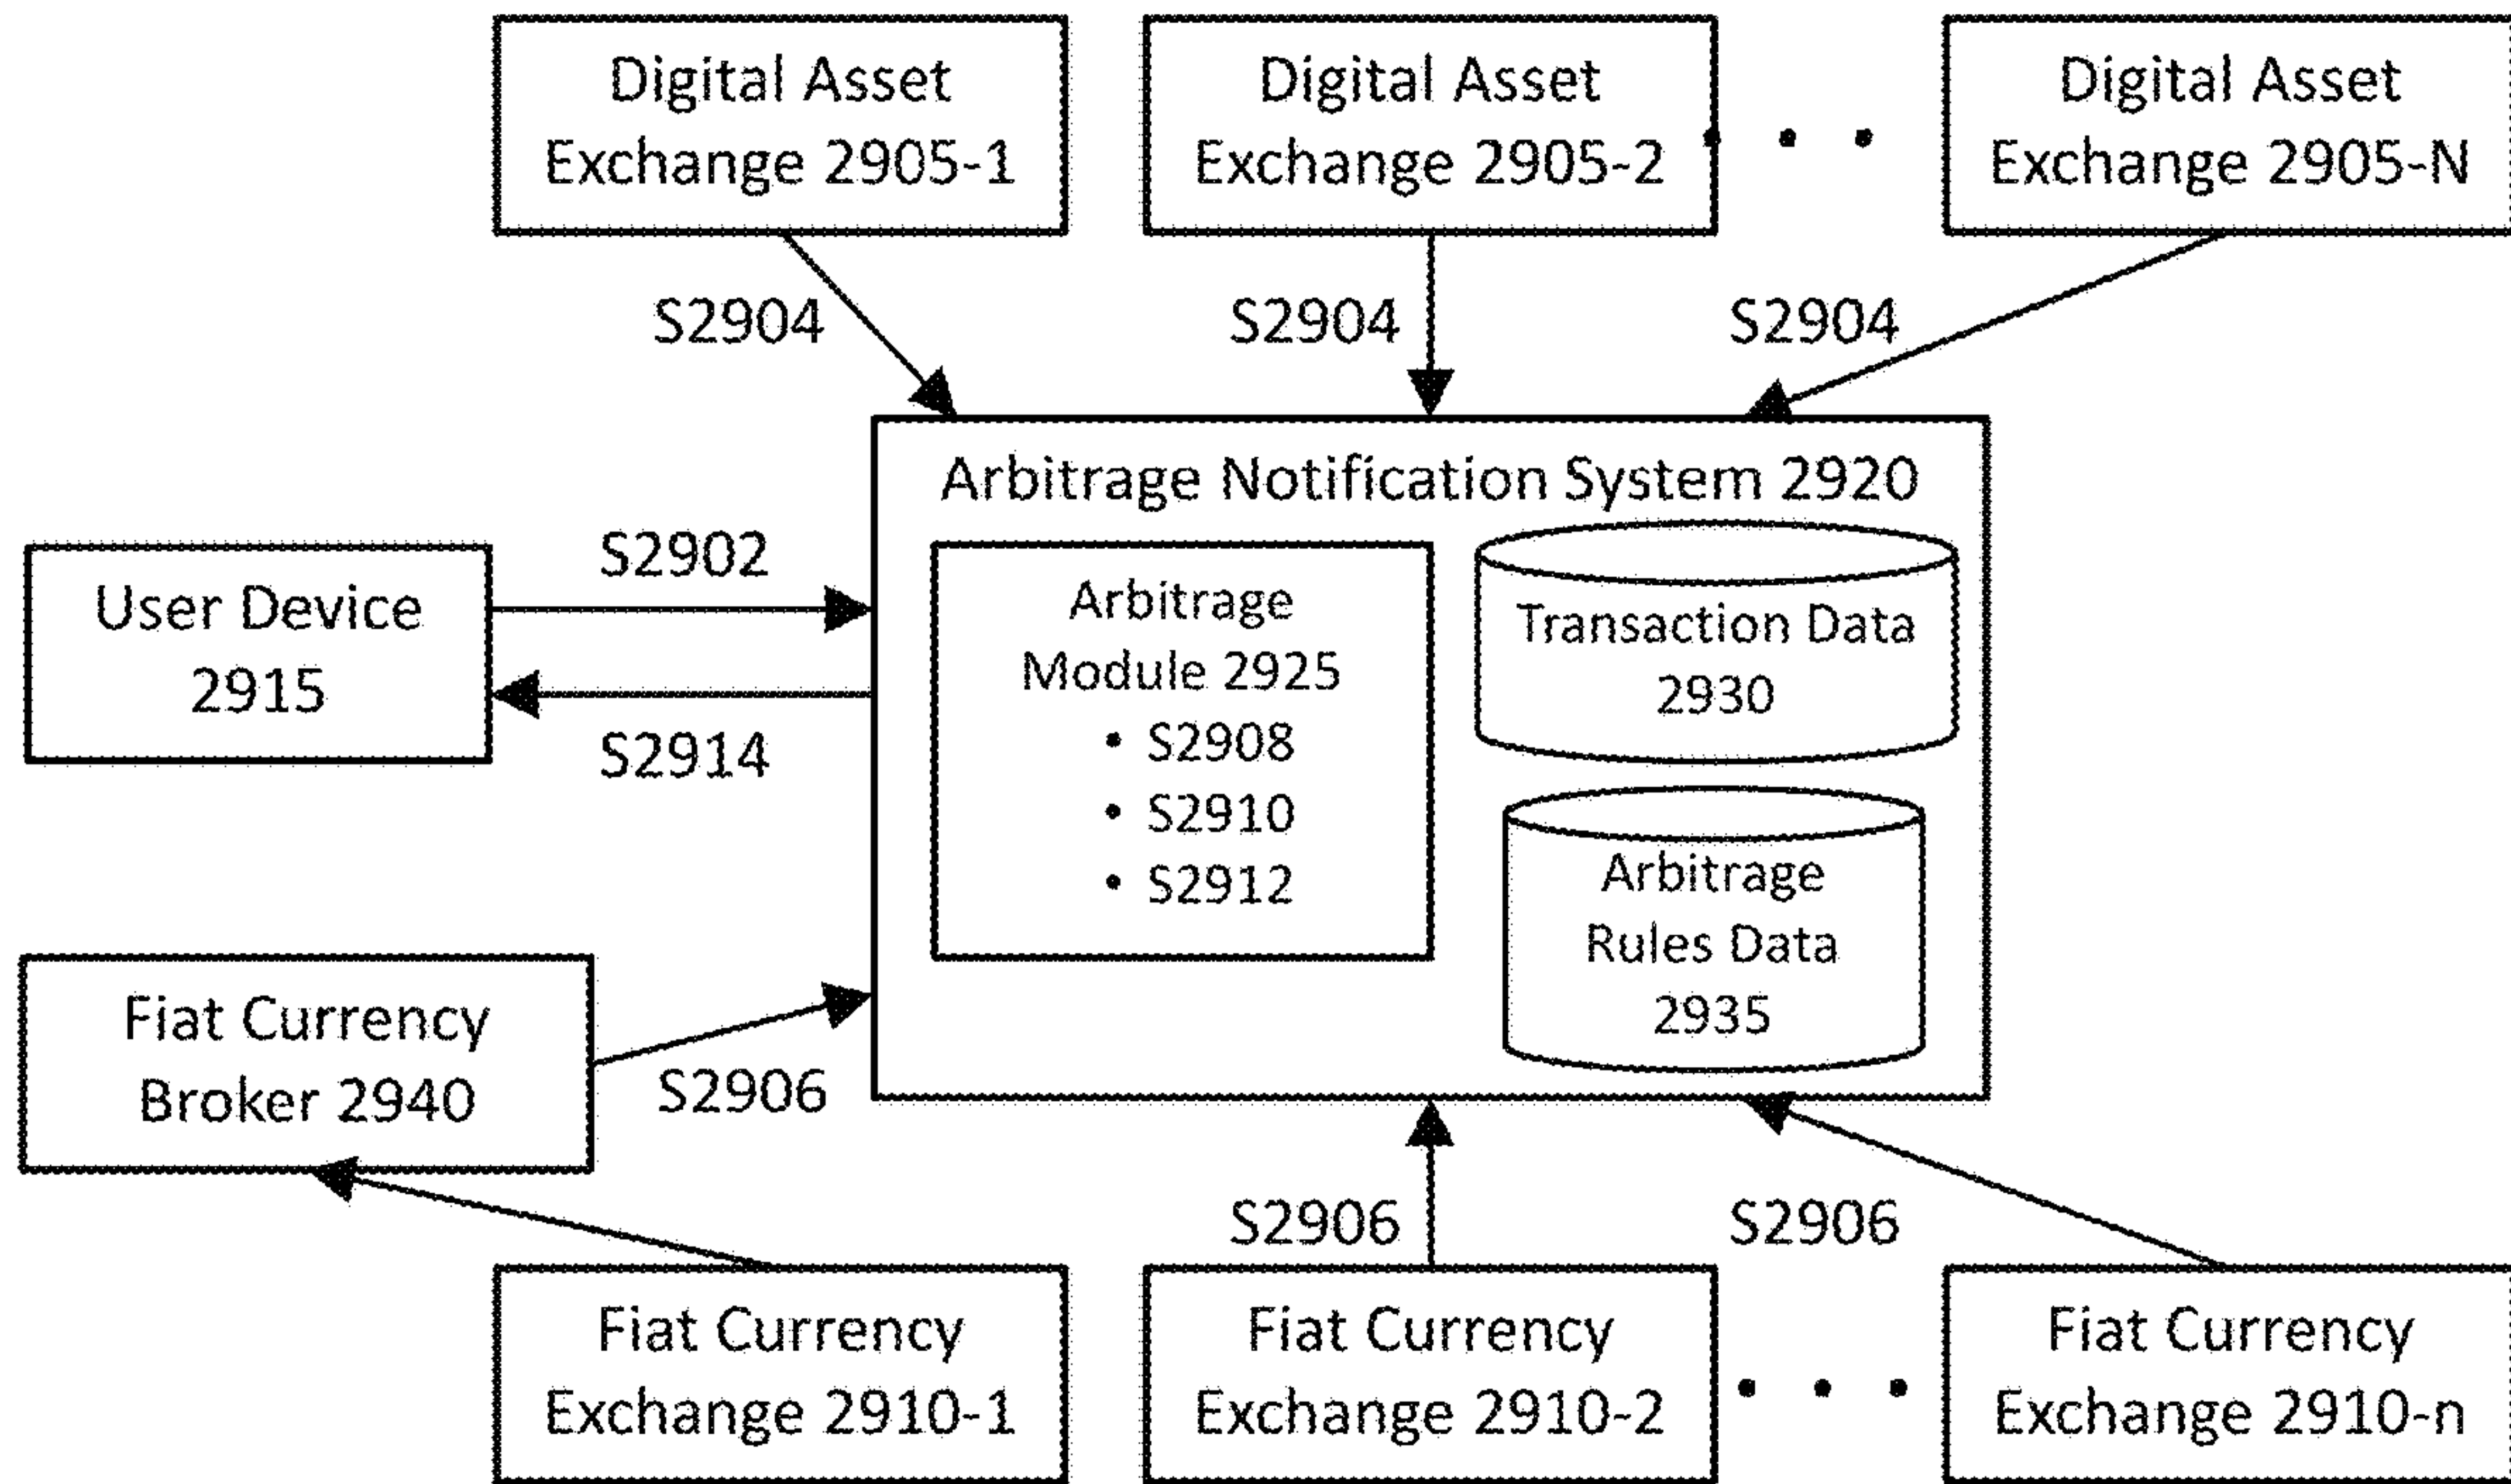 Digital Asset
Exchange 2905-1
Digital Asset
Exchange 2905-2
Digital Asset
Exchange 2905-N
S2904
S2904
S2904
Arbitrage Notification System 2920
User Device
2915
S2902
S2914
Arbitrage
Module 2925
• S2908
• S2910
• S2912
Transaction Data
2930
Arbitrage
Rules Data
2935
Fiat Currency
Broker 2940
S2906
S2906
S2906
Fiat Currency
Exchange 2910-1
Fiat Currency
Exchange 2910-2
• • •
Fiat Currency
Exchange 2910-n